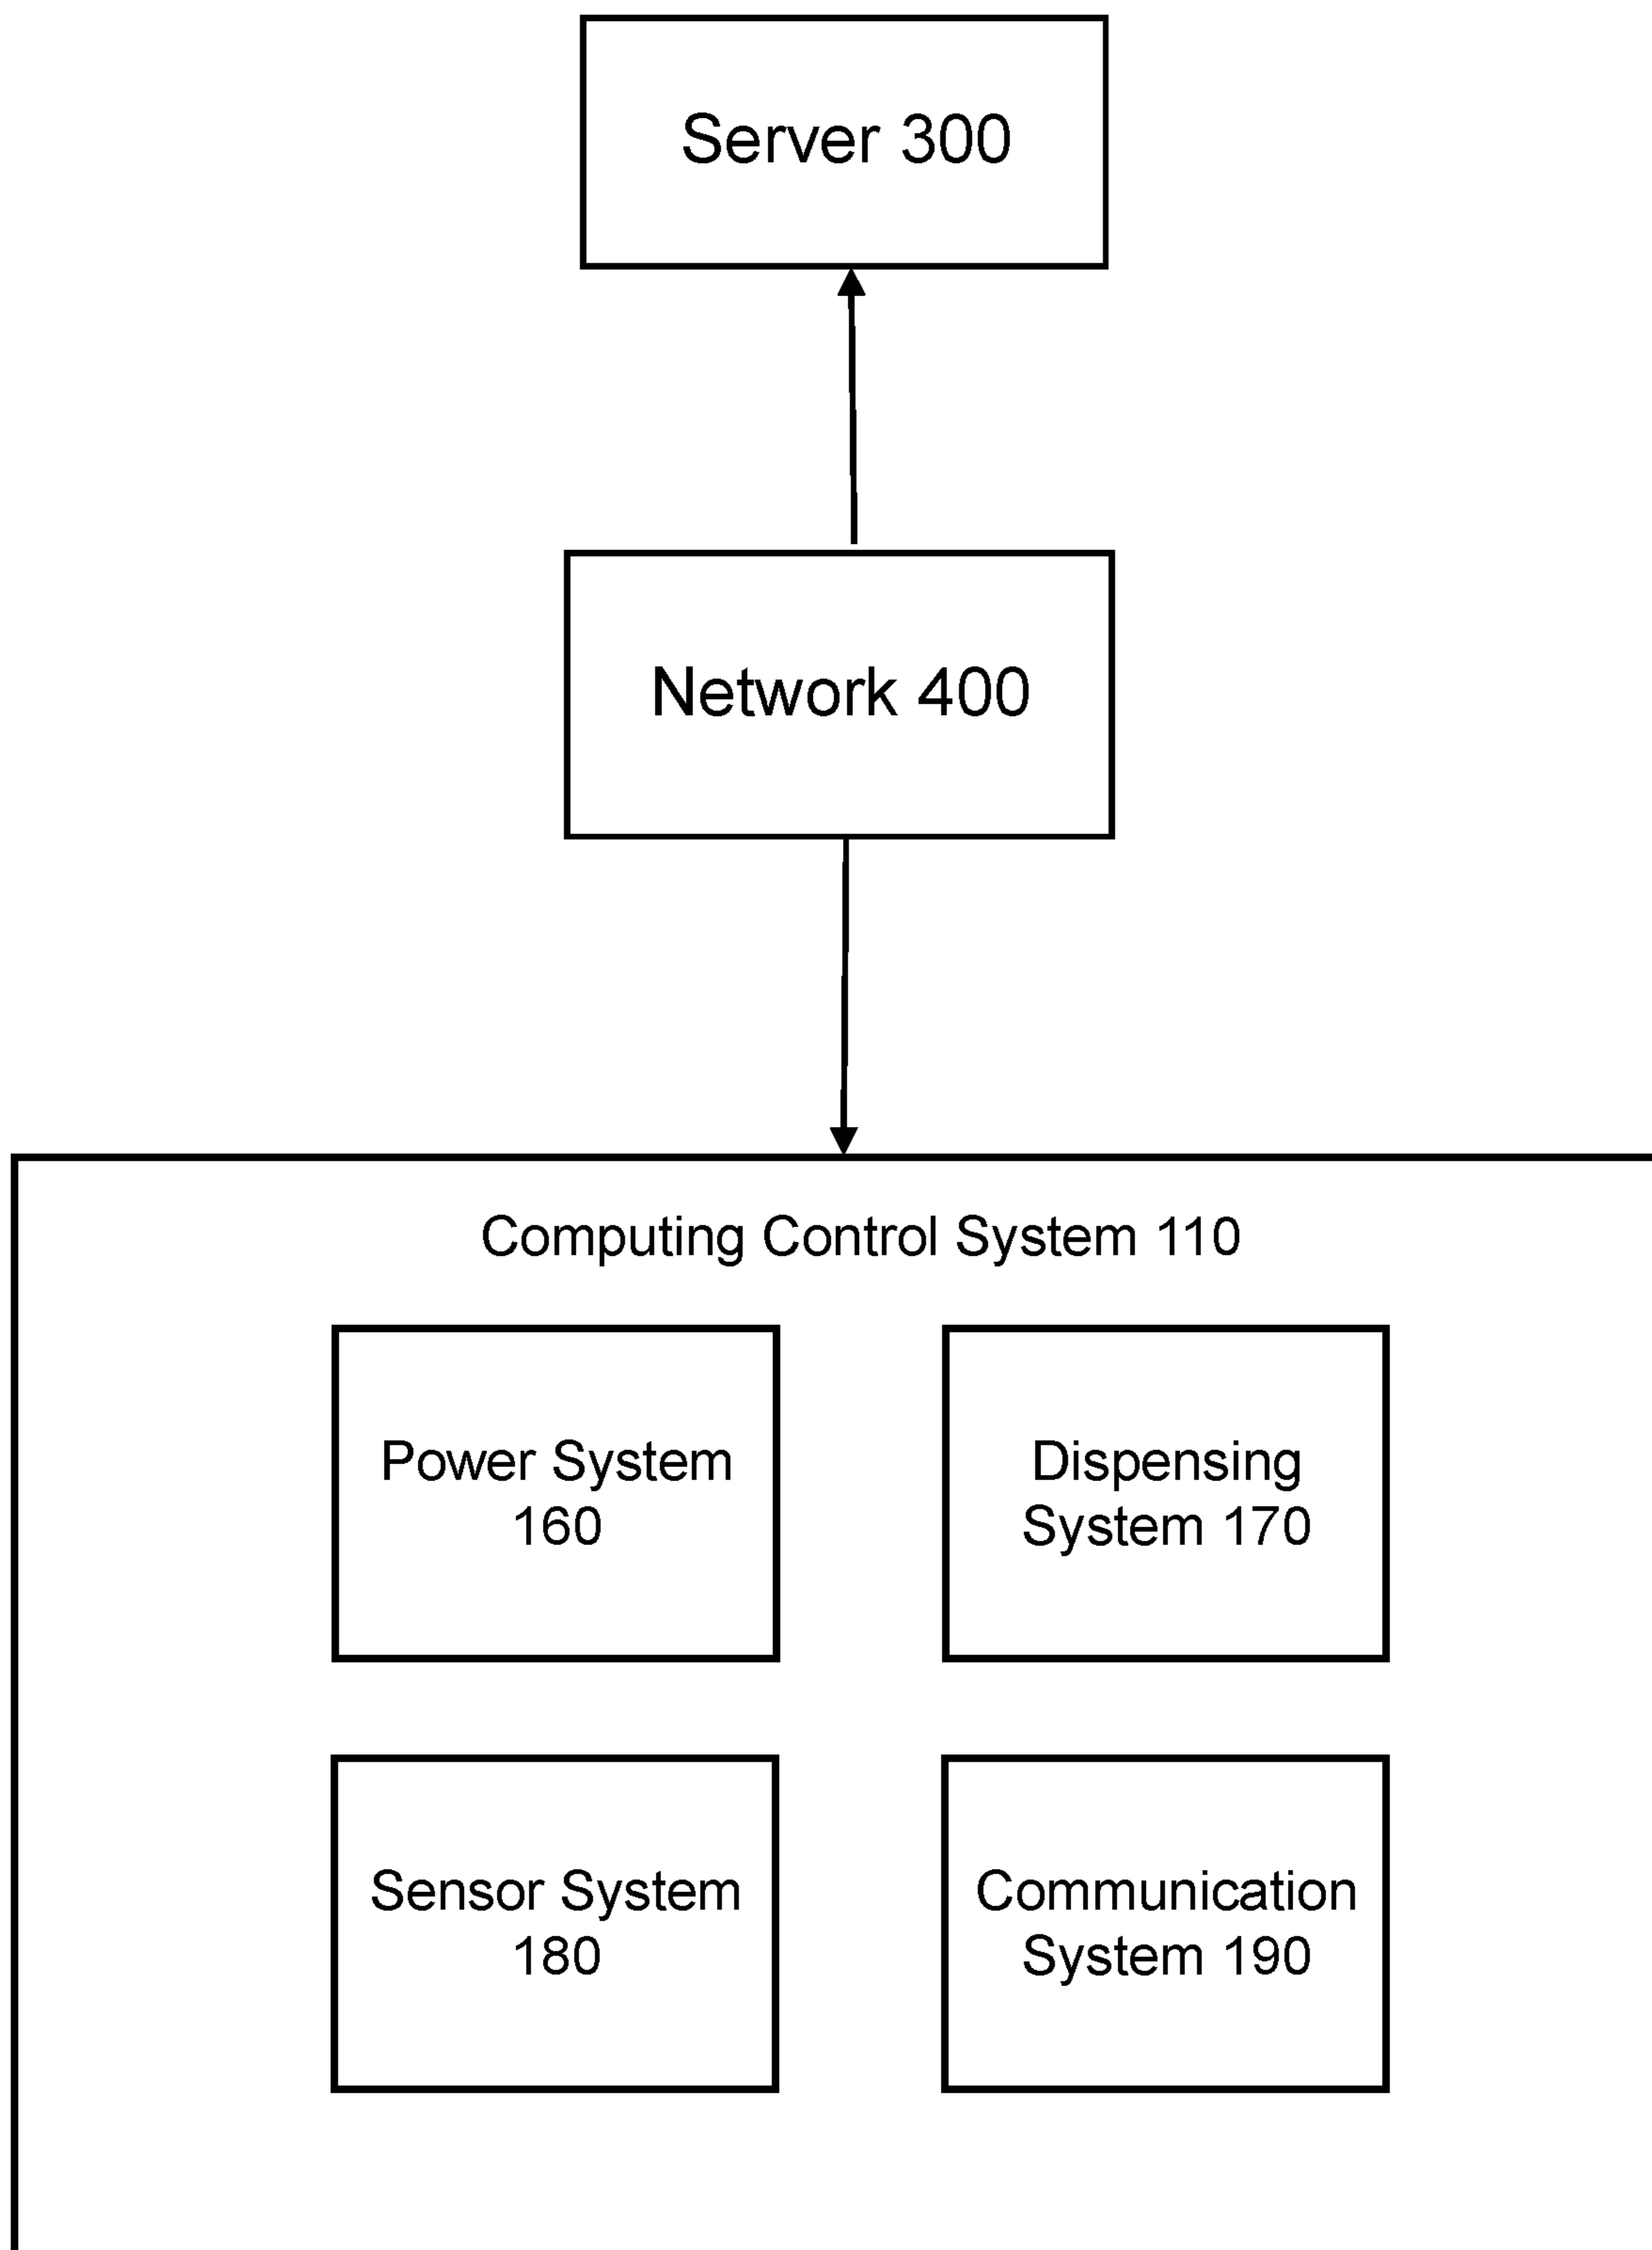 Server 300
Network 400
Computing Control System 110
Power System
160
Dispensing
System 170
Sensor System
180
Communication
System 190